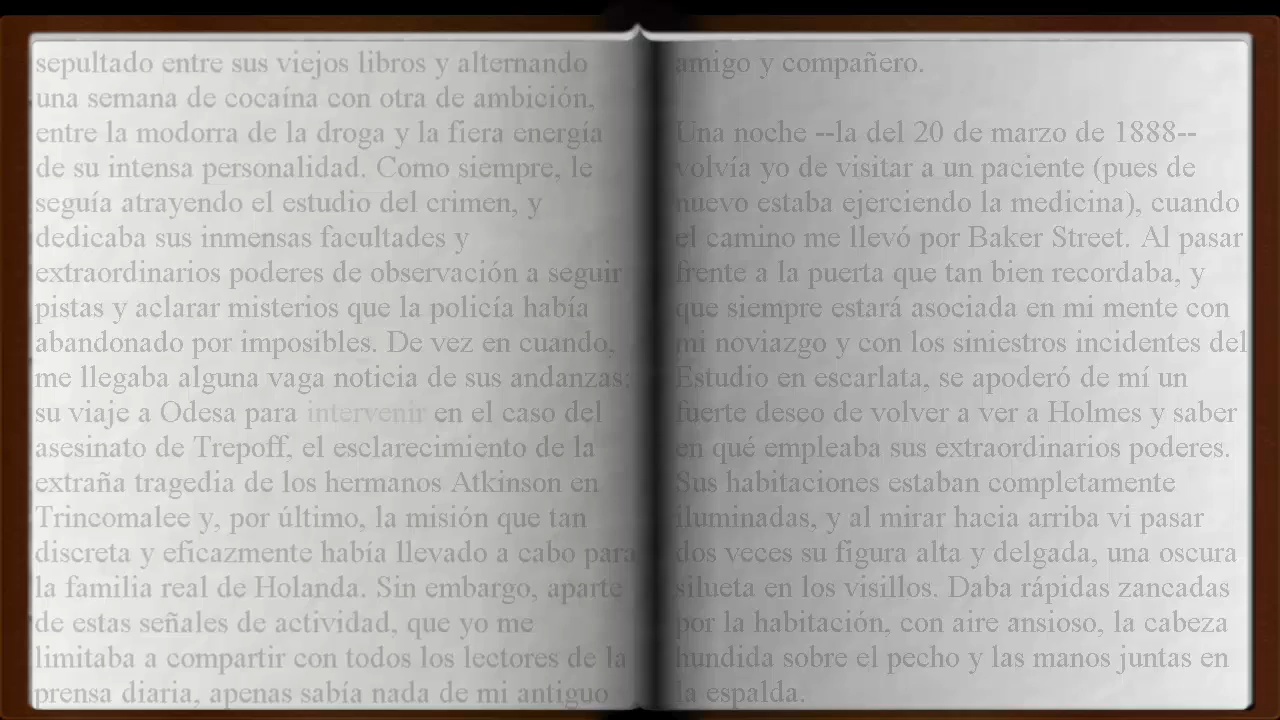 sepultado entre sus viejos libros y alternando
una semana de cocaína con otra de ambición,
entre la modorra de la droga y la fiera energía
de su intensa personalidad. Como siempre, le
seguía atrayendo el estudio del crimen, y
dedicaba sus inmensas facultades y
extraordinarios poderes de observación a seguir
pistas y aclarar misterios que la policía había
abandonado por imposibles. De vez en cuando,
me llegaba alguna vaga noticia de sus andanzas:
su viaje a Odesa para intervenir en el caso del
asesinato de Trepoff, el esclarecimiento de la
extraña tragedia de los hermanos Atkinson en
Trincomalee y, por último, la misión que tan
discreta y eficazmente había llevado a cabo para
la familia real de Holanda. Sin embargo, aparte
de estas señales de actividad, que yo me
limitaba a compartir con todos los lectores de la
prensa diaria, apenas sabía nada de mi antiguo
amigo y compañero.
Una noche --la del 20 de marzo de 1888--
volvía yo de visitar a un paciente (pues de
nuevo estaba ejerciendo la medicina), cuando
el camino me llevó por Baker Street. Al pasar
frente a la puerta que tan bien recordaba, y
que siempre estará asociada en mi mente con
mi noviazgo y con los siniestros incidentes del
Estudio en escarlata, se apoderó de mí un
fuerte deseo de volver a ver a Holmes y saber
en qué empleaba sus extraordinarios poderes.
Sus habitaciones estaban completamente
iluminadas, y al mirar hacia arriba vi pasar
dos veces su figura alta y delgada, una oscura
silueta en los visillos. Daba rápidas zancadas
por la habitación, con aire ansioso, la cabeza
hundida sobre el pecho y las manos juntas en
la espalda.